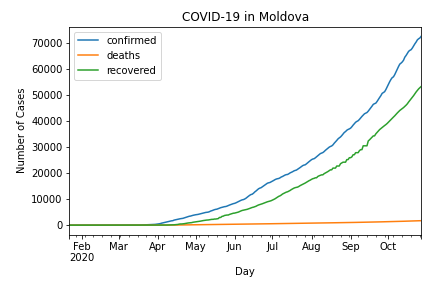 COVID-19 in Moldova
confirmed
deaths
recovered
Number of Cases
70000
60000
50000
40000
30000
20000
10000
0
Feb Mar Apr May Jun Jul Aug Sep Oct
2020
Day